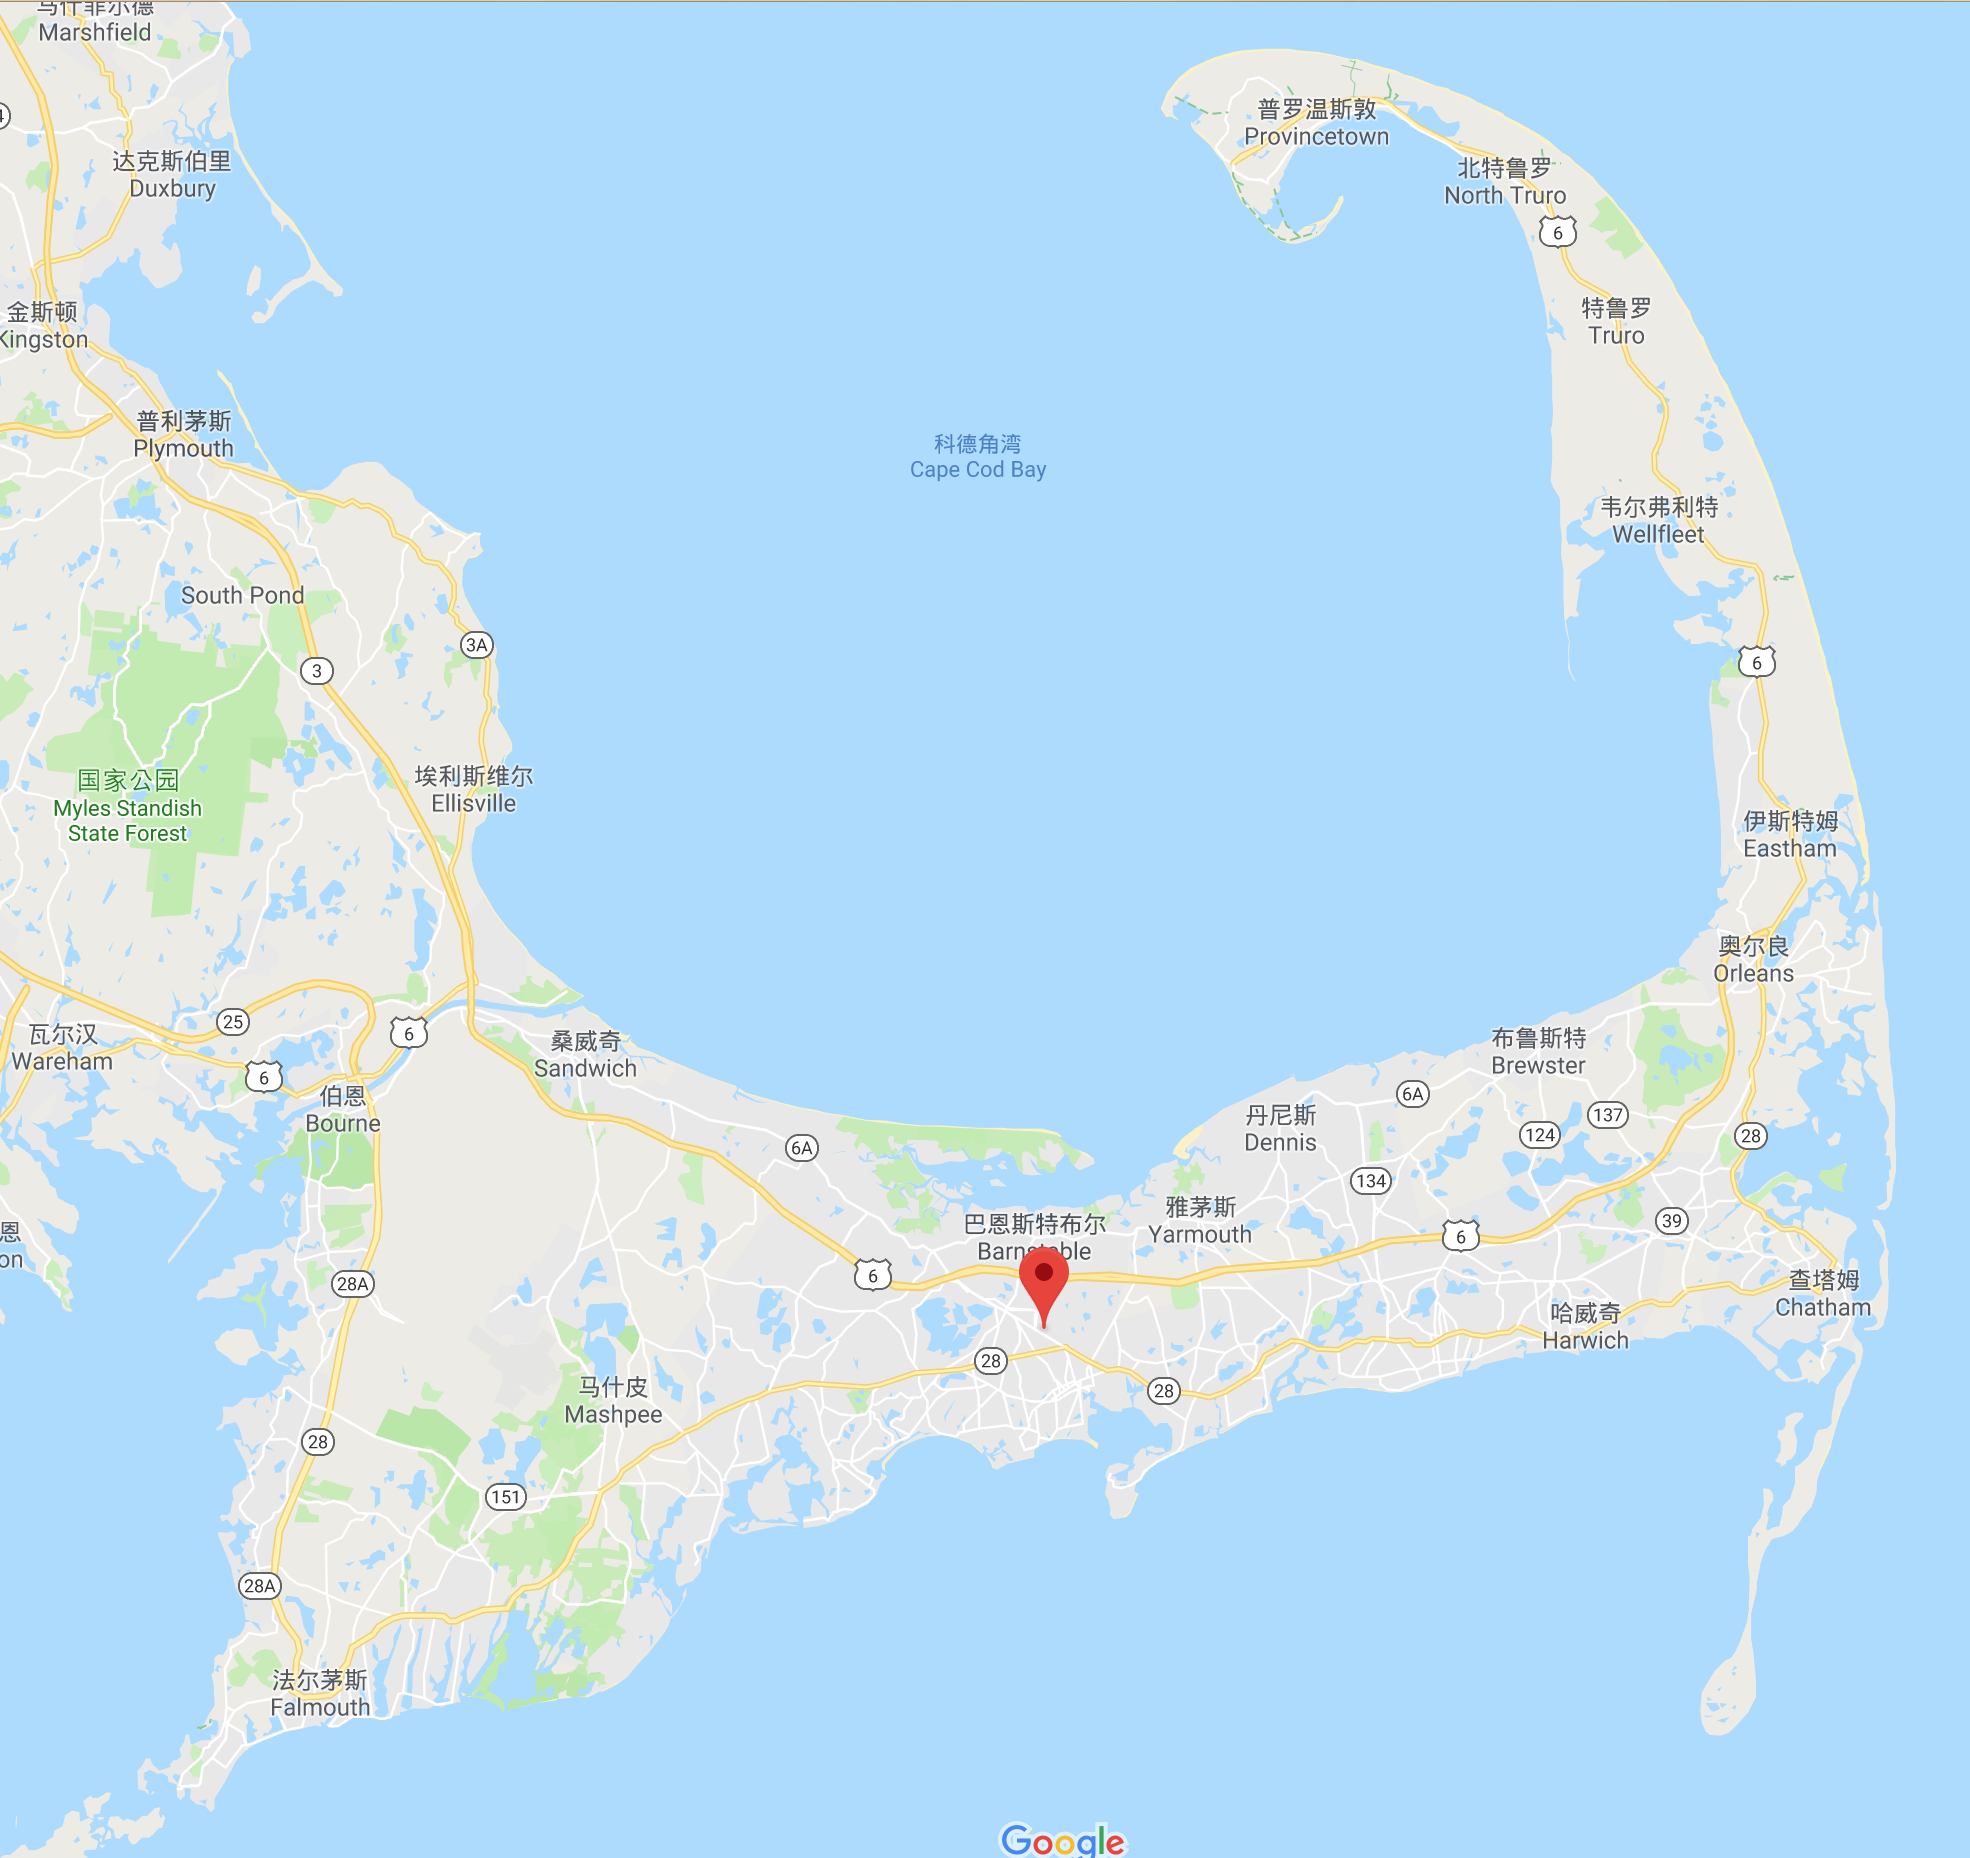 马什菲尔德
Marshfield
普罗温斯敦
Provincetown
达克斯伯里
Duxbury
北特鲁罗
North Truro
6
金斯顿
Kingston
特鲁罗
Truro
普利茅斯
Plymouth
科德角湾
Cape Cod Bay
韦尔弗利特
Wellfleet
South Pond
3A
3
6
国家公园
Myles Standish
State Forest
埃利斯维尔
Ellisville
伊斯特姆
Eastham
奥尔良
Orleans
25
6
瓦尔汉
Wareham
桑威奇
Sandwich
布鲁斯特
Brewster
6
伯恩
Bourne
6A
丹尼斯
Dennis
137
124
28
6A
134
雅茅斯
Yarmouth
巴恩斯特布尔
Barnstable
39
6
恩
on
6
28A
查塔姆
Chatham
哈威奇
Harwich
28
28
马什皮
Mashpee
28
151
28A
法尔茅斯
Falmouth
Google